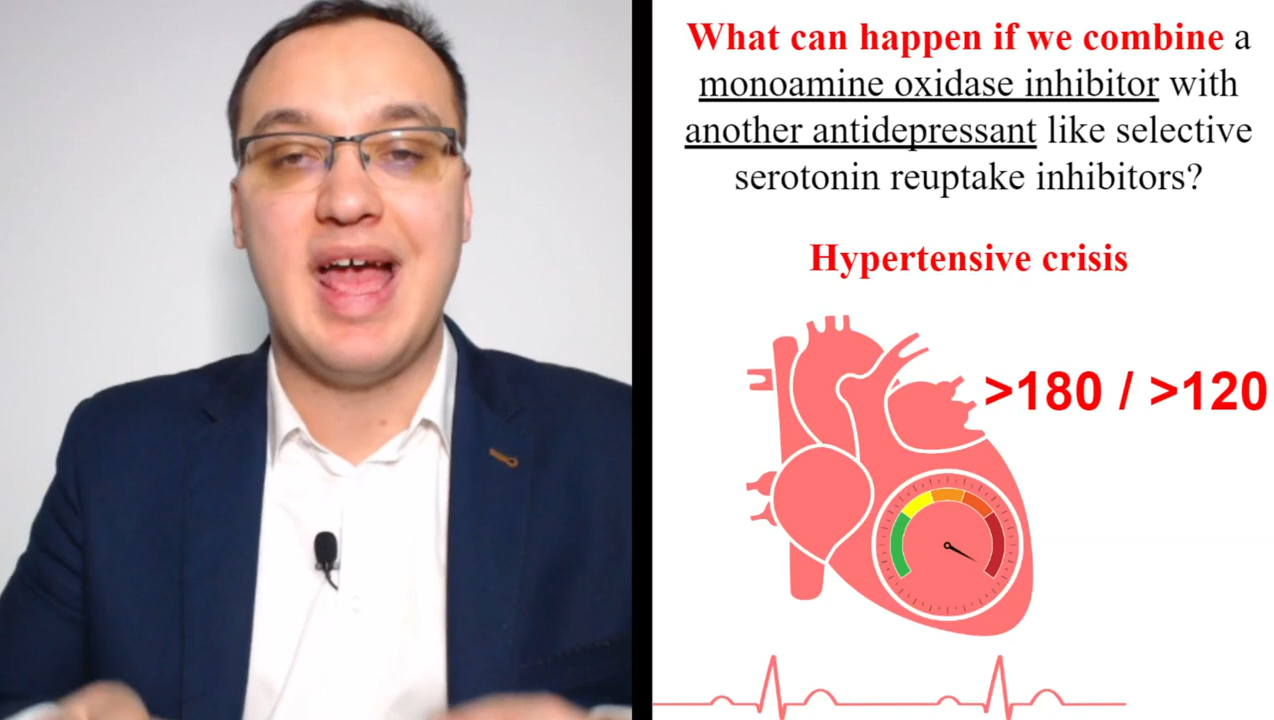 What can happen if we combine a
monoamine oxidase inhibitor with
another antidepressant like selective
serotonin reuptake inhibitors?
Hypertensive crisis
>180 / >120